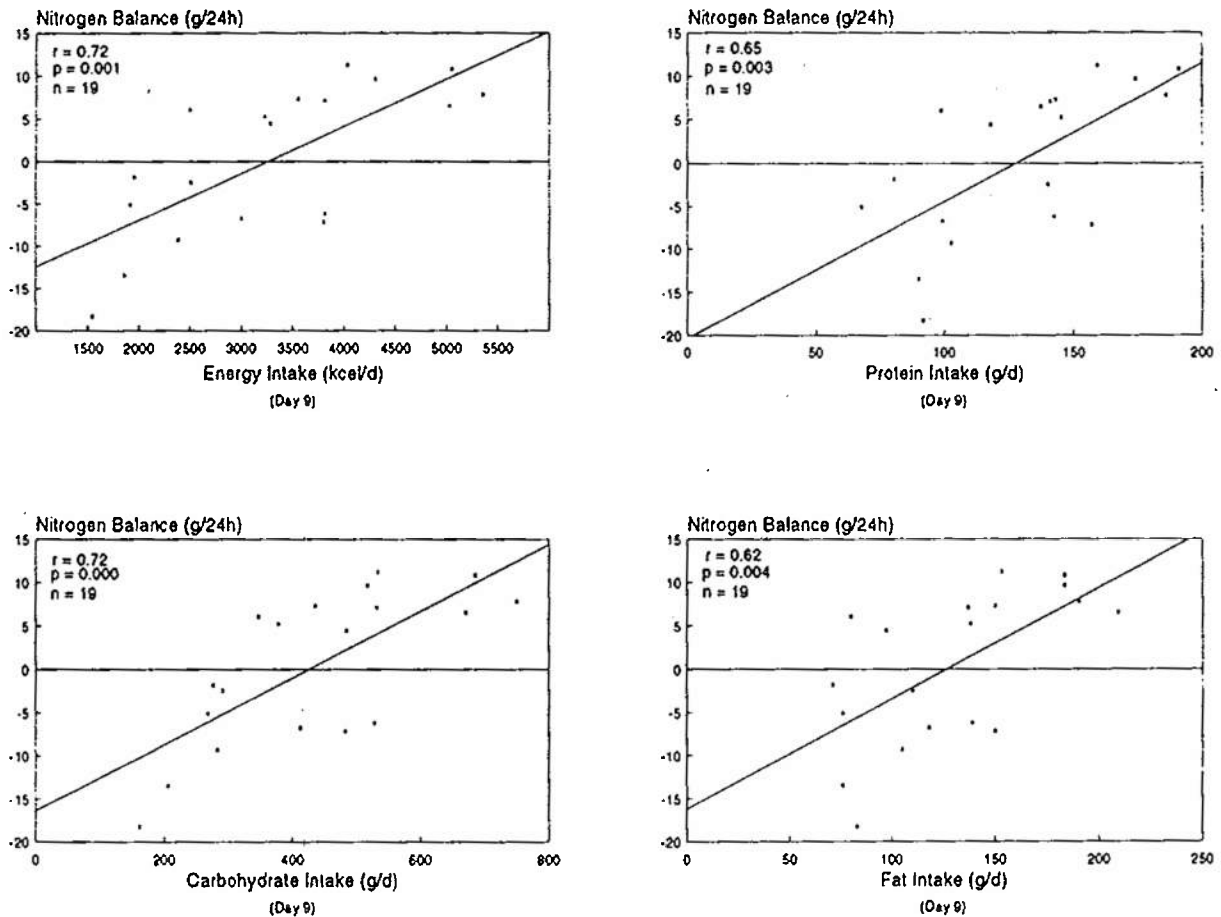 Nitrogen Balance (g/24h)
15
10
5
0
-5
-10
-15
-20
r = 0.72
p = 0.001
n = 19
1500 2000 2500 3000 3500 4000 4500 5000 5500
Energy Intake (kcel/d)
(Day 9)
Nitrogen Balance (g/24h)
15
10
5
0
-5
-10
-15
-20
r = 0.65
p = 0.003
n = 19
0 50 100 150 200
Protein Intake (g/d)
(Day 9)
Nitrogen Balance (g/24h)
15
10
5
0
-5
-10
-15
-20
r = 0.72
p = 0.000
n = 19
0 200 400 600 800
Carbohydrate Intake (g/d)
(Day 9)
Nitrogen Balance (g/24h)
15
10
5
0
-5
-10
-15
-20
r = 0.62
p = 0.004
n = 19
0 50 100 150 200 250
Fat Intake (g/d)
(Day 9)